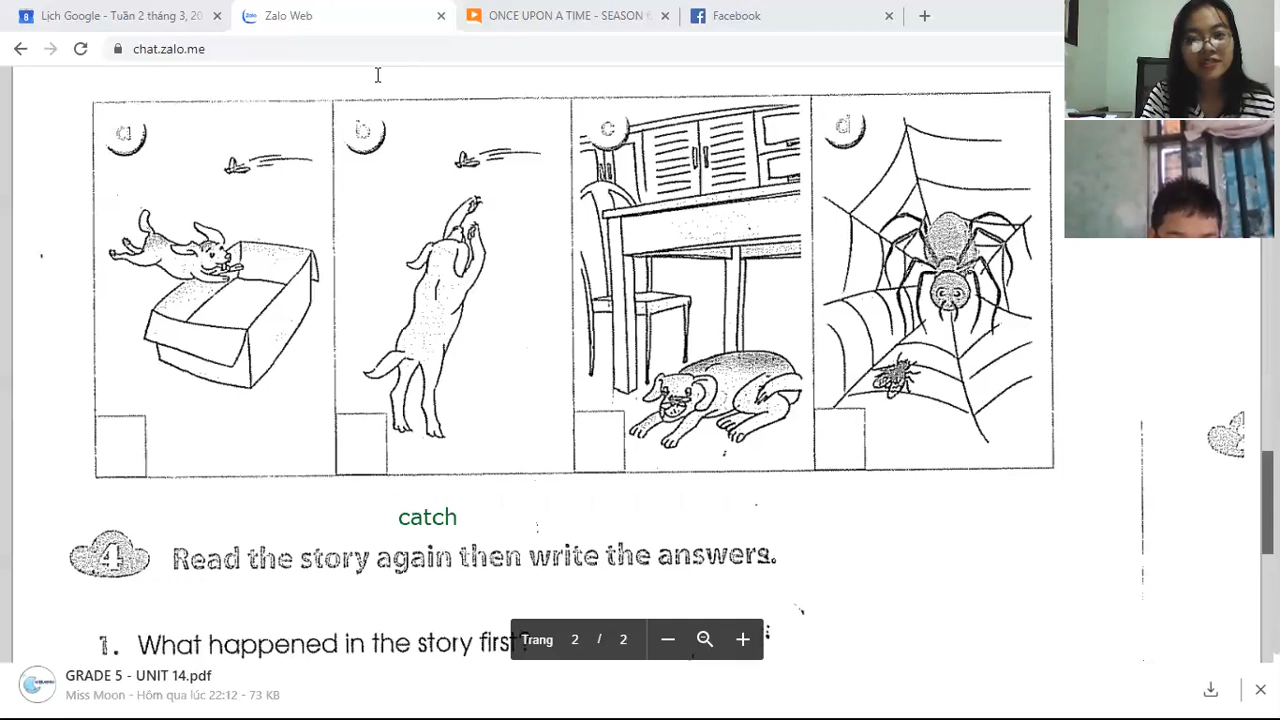 Lịch Google - Tuần 2 tháng 3, 20
Zalo Web
ONCE UPON A TIME - SEASON
Facebook
chat.zalo.me
a
b
c
d
catch
4 Read the story again then write the answers.
1. What happened in the story first?
Trang 2 / 2
GRADE 5 - UNIT 14.pdf
Miss Moon - Hôm qua lúc 22:12 - 73 KB